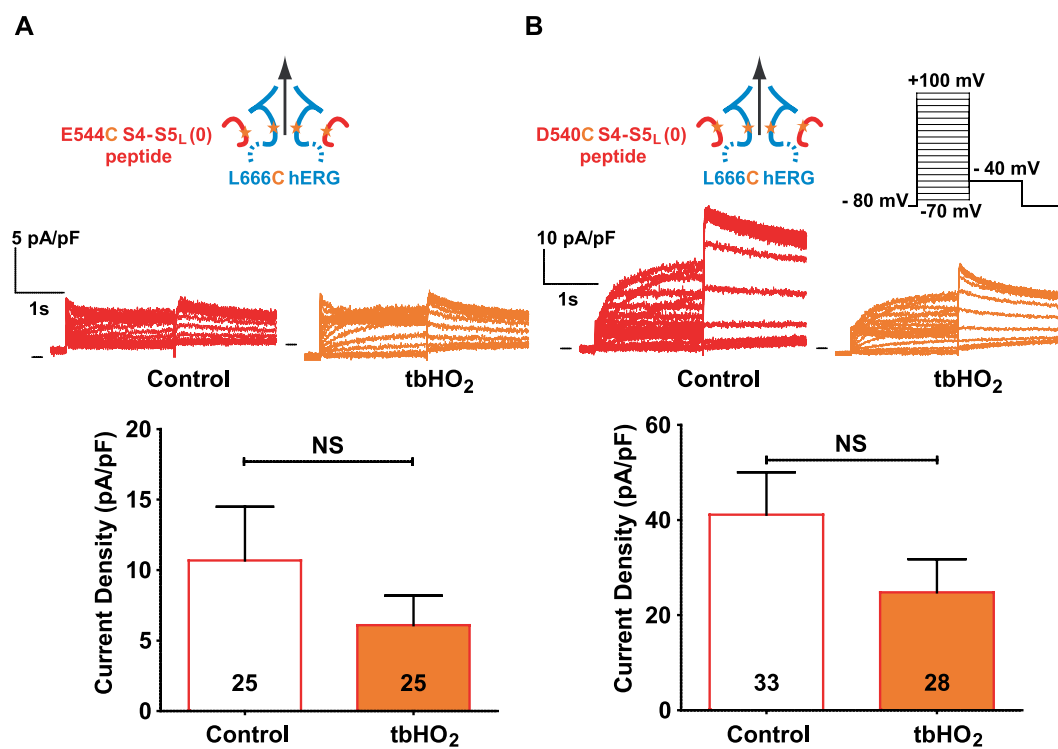 A
E544C S4-S5L (0)
peptide
L666C hERG
5 pA/pF
1s
Control
tbHO2
20
15
10
5
0
Current Density (pA/pF)
NS
25
25
Control
tbHO2
B
D540C S4-S5L (0)
peptide
L666C hERG
+100 mV
- 40 mV
- 80 mV
-70 mV
10 pA/pF
1s
Control
tbHO2
60
40
20
0
Current Density (pA/pF)
NS
33
28
Control
tbHO2